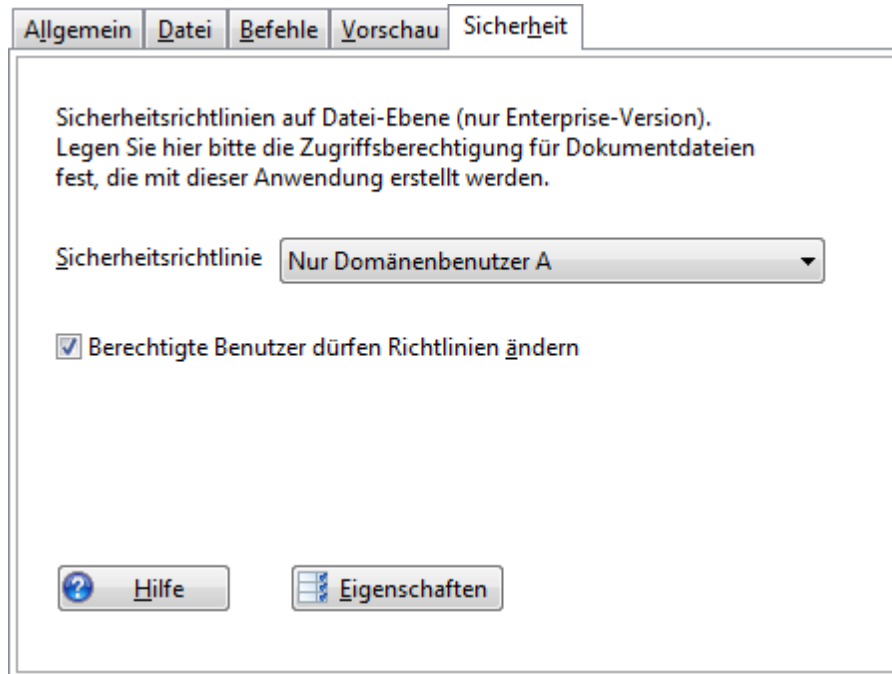 Allgemein Datei Befehle Vorschau Sicherheit
Sicherheitsrichtlinien auf Datei-Ebene (nur Enterprise-Version).
Legen Sie hier bitte die Zugriffsberechtigung für Dokumentdateien
fest, die mit dieser Anwendung erstellt werden.
Sicherheitsrichtlinie Nur Domänenbenutzer A
Berechtigte Benutzer dürfen Richtlinien ändern
Hilfe Eigenschaften